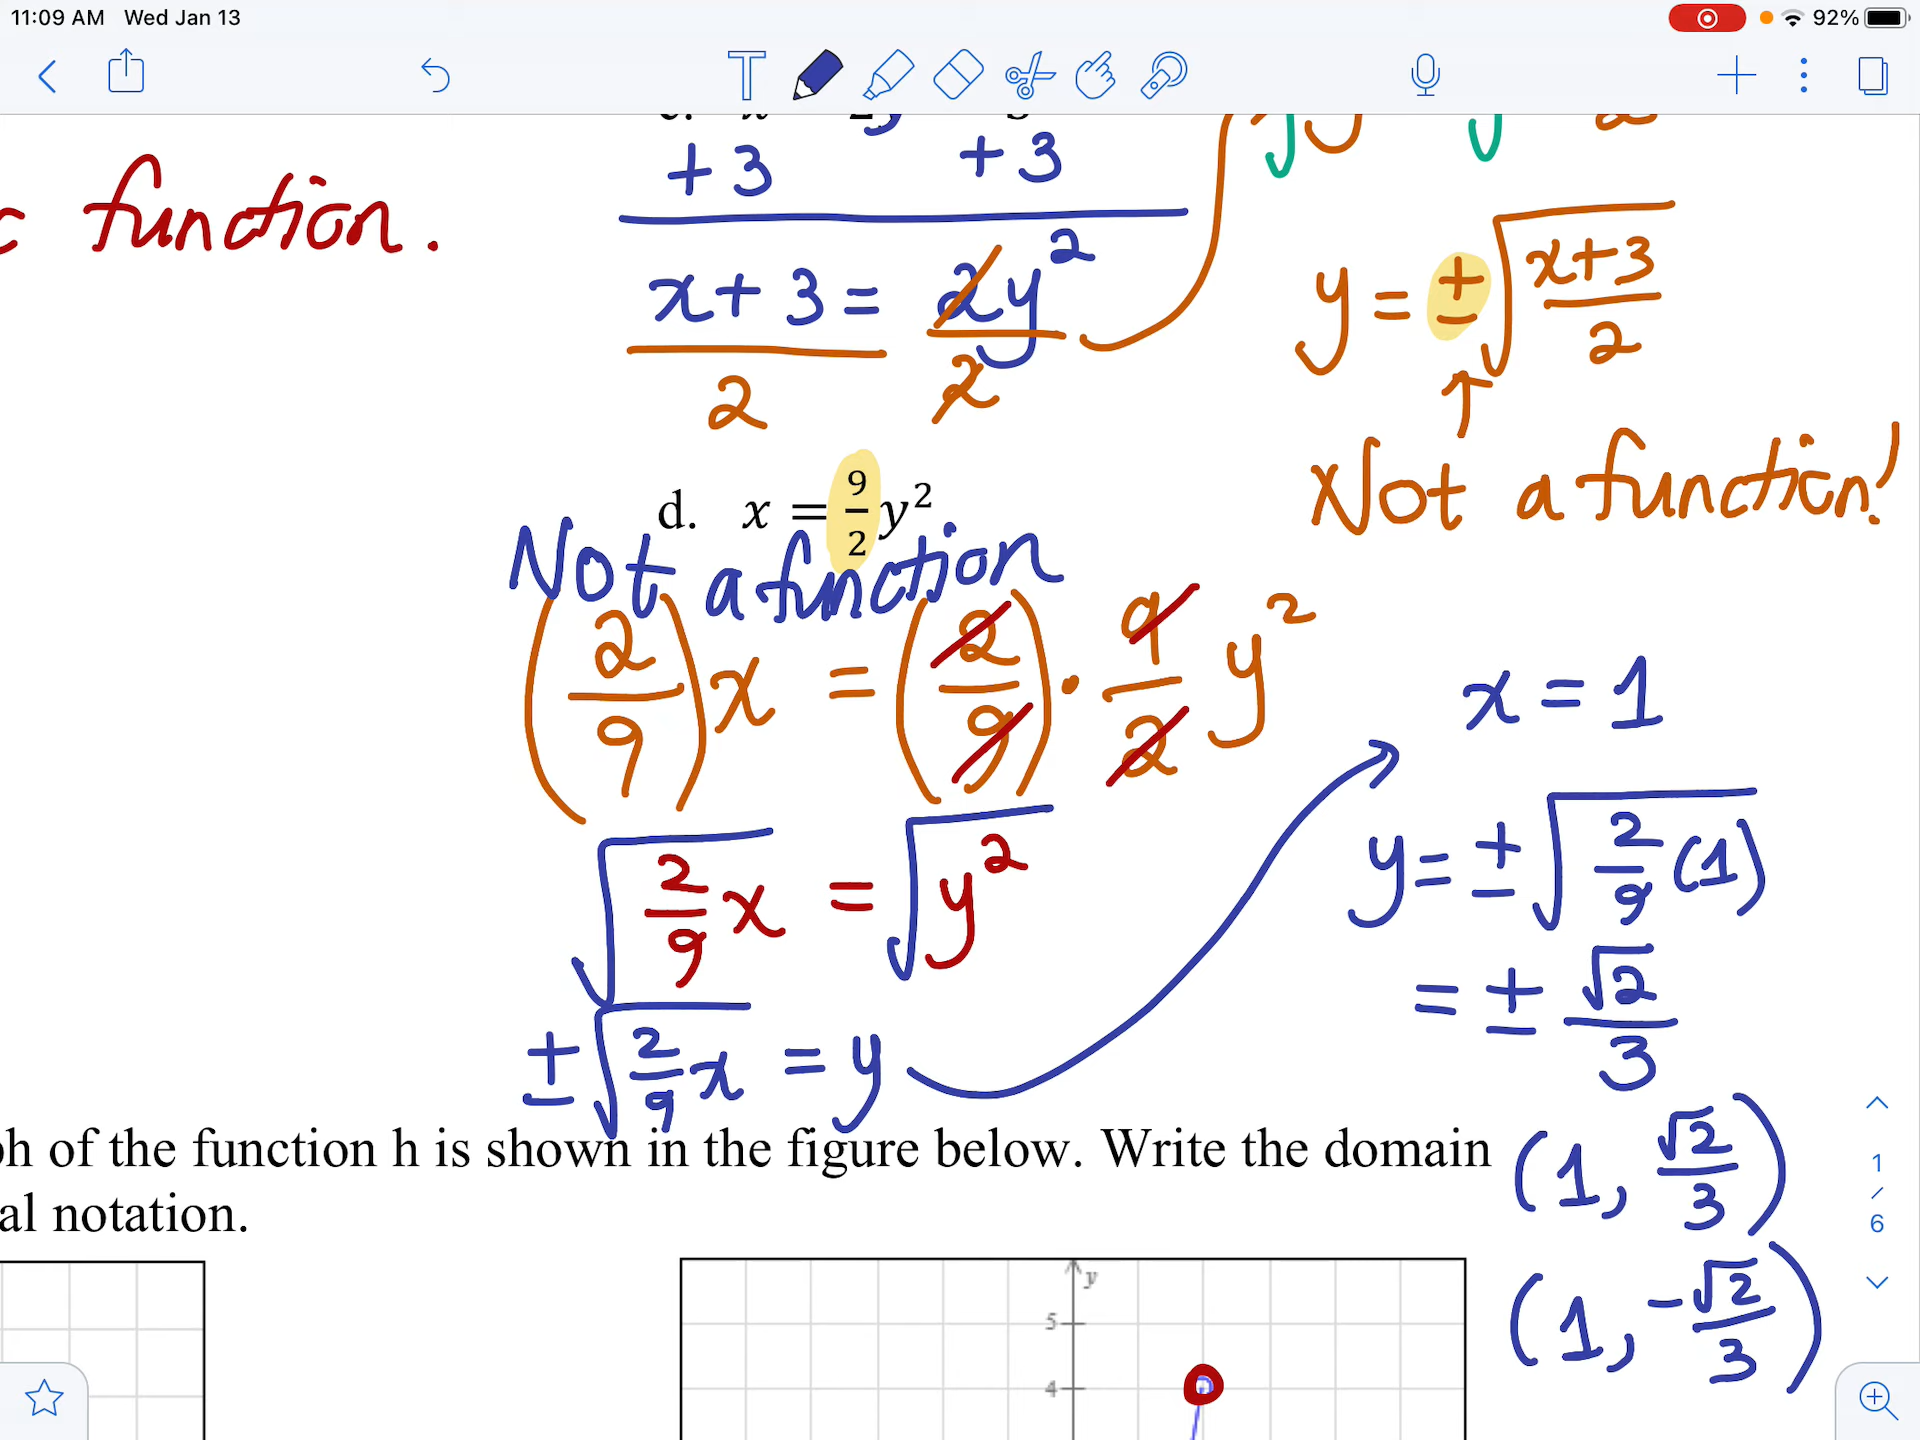 11:09 AM Wed Jan 13
92%
T
function.
+3 +3
x+3 = 2y²
2 2
y = ± √((x+3)/2)
Not a function!
d. x = 9/2 y²
Not a function
(2/9)x = (2/9) · 9/2 y²
√(2/9 x) = √(y²)
± √(2/9 x) = y
x = 1
y = ± √(2/9 (1))
= ± √2/3
(1, √2/3)
(1, -√2/3)
1
/
6
h of the function h is shown in the figure below. Write the domain
al notation.
y
5
4